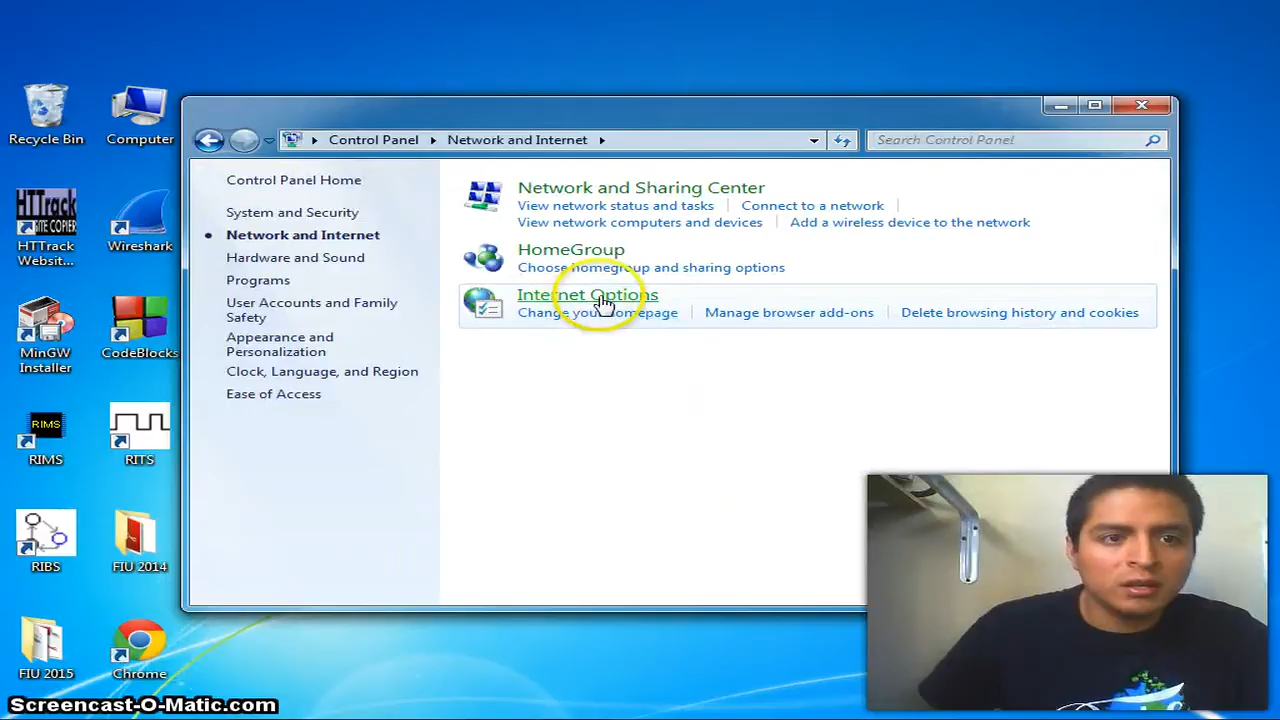 Recycle Bin
Computer
HTTrack
SITE COPIER
HTTrack
Websit...
Wireshark
MinGW
Installer
CodeBlocks
RIMS
RIMS
RITS
RIBS
FIU 2014
FIU 2015
Chrome
Control Panel
Network and Internet
Search Control Panel
Control Panel Home
System and Security
Network and Internet
Hardware and Sound
Programs
User Accounts and Family
Safety
Appearance and
Personalization
Clock, Language, and Region
Ease of Access
Network and Sharing Center
View network status and tasks
Connect to a network
View network computers and devices
Add a wireless device to the network
HomeGroup
Choose homegroup and sharing options
Internet Options
Change your homepage
Manage browser add-ons
Delete browsing history and cookies
Screencast-O-Matic.com